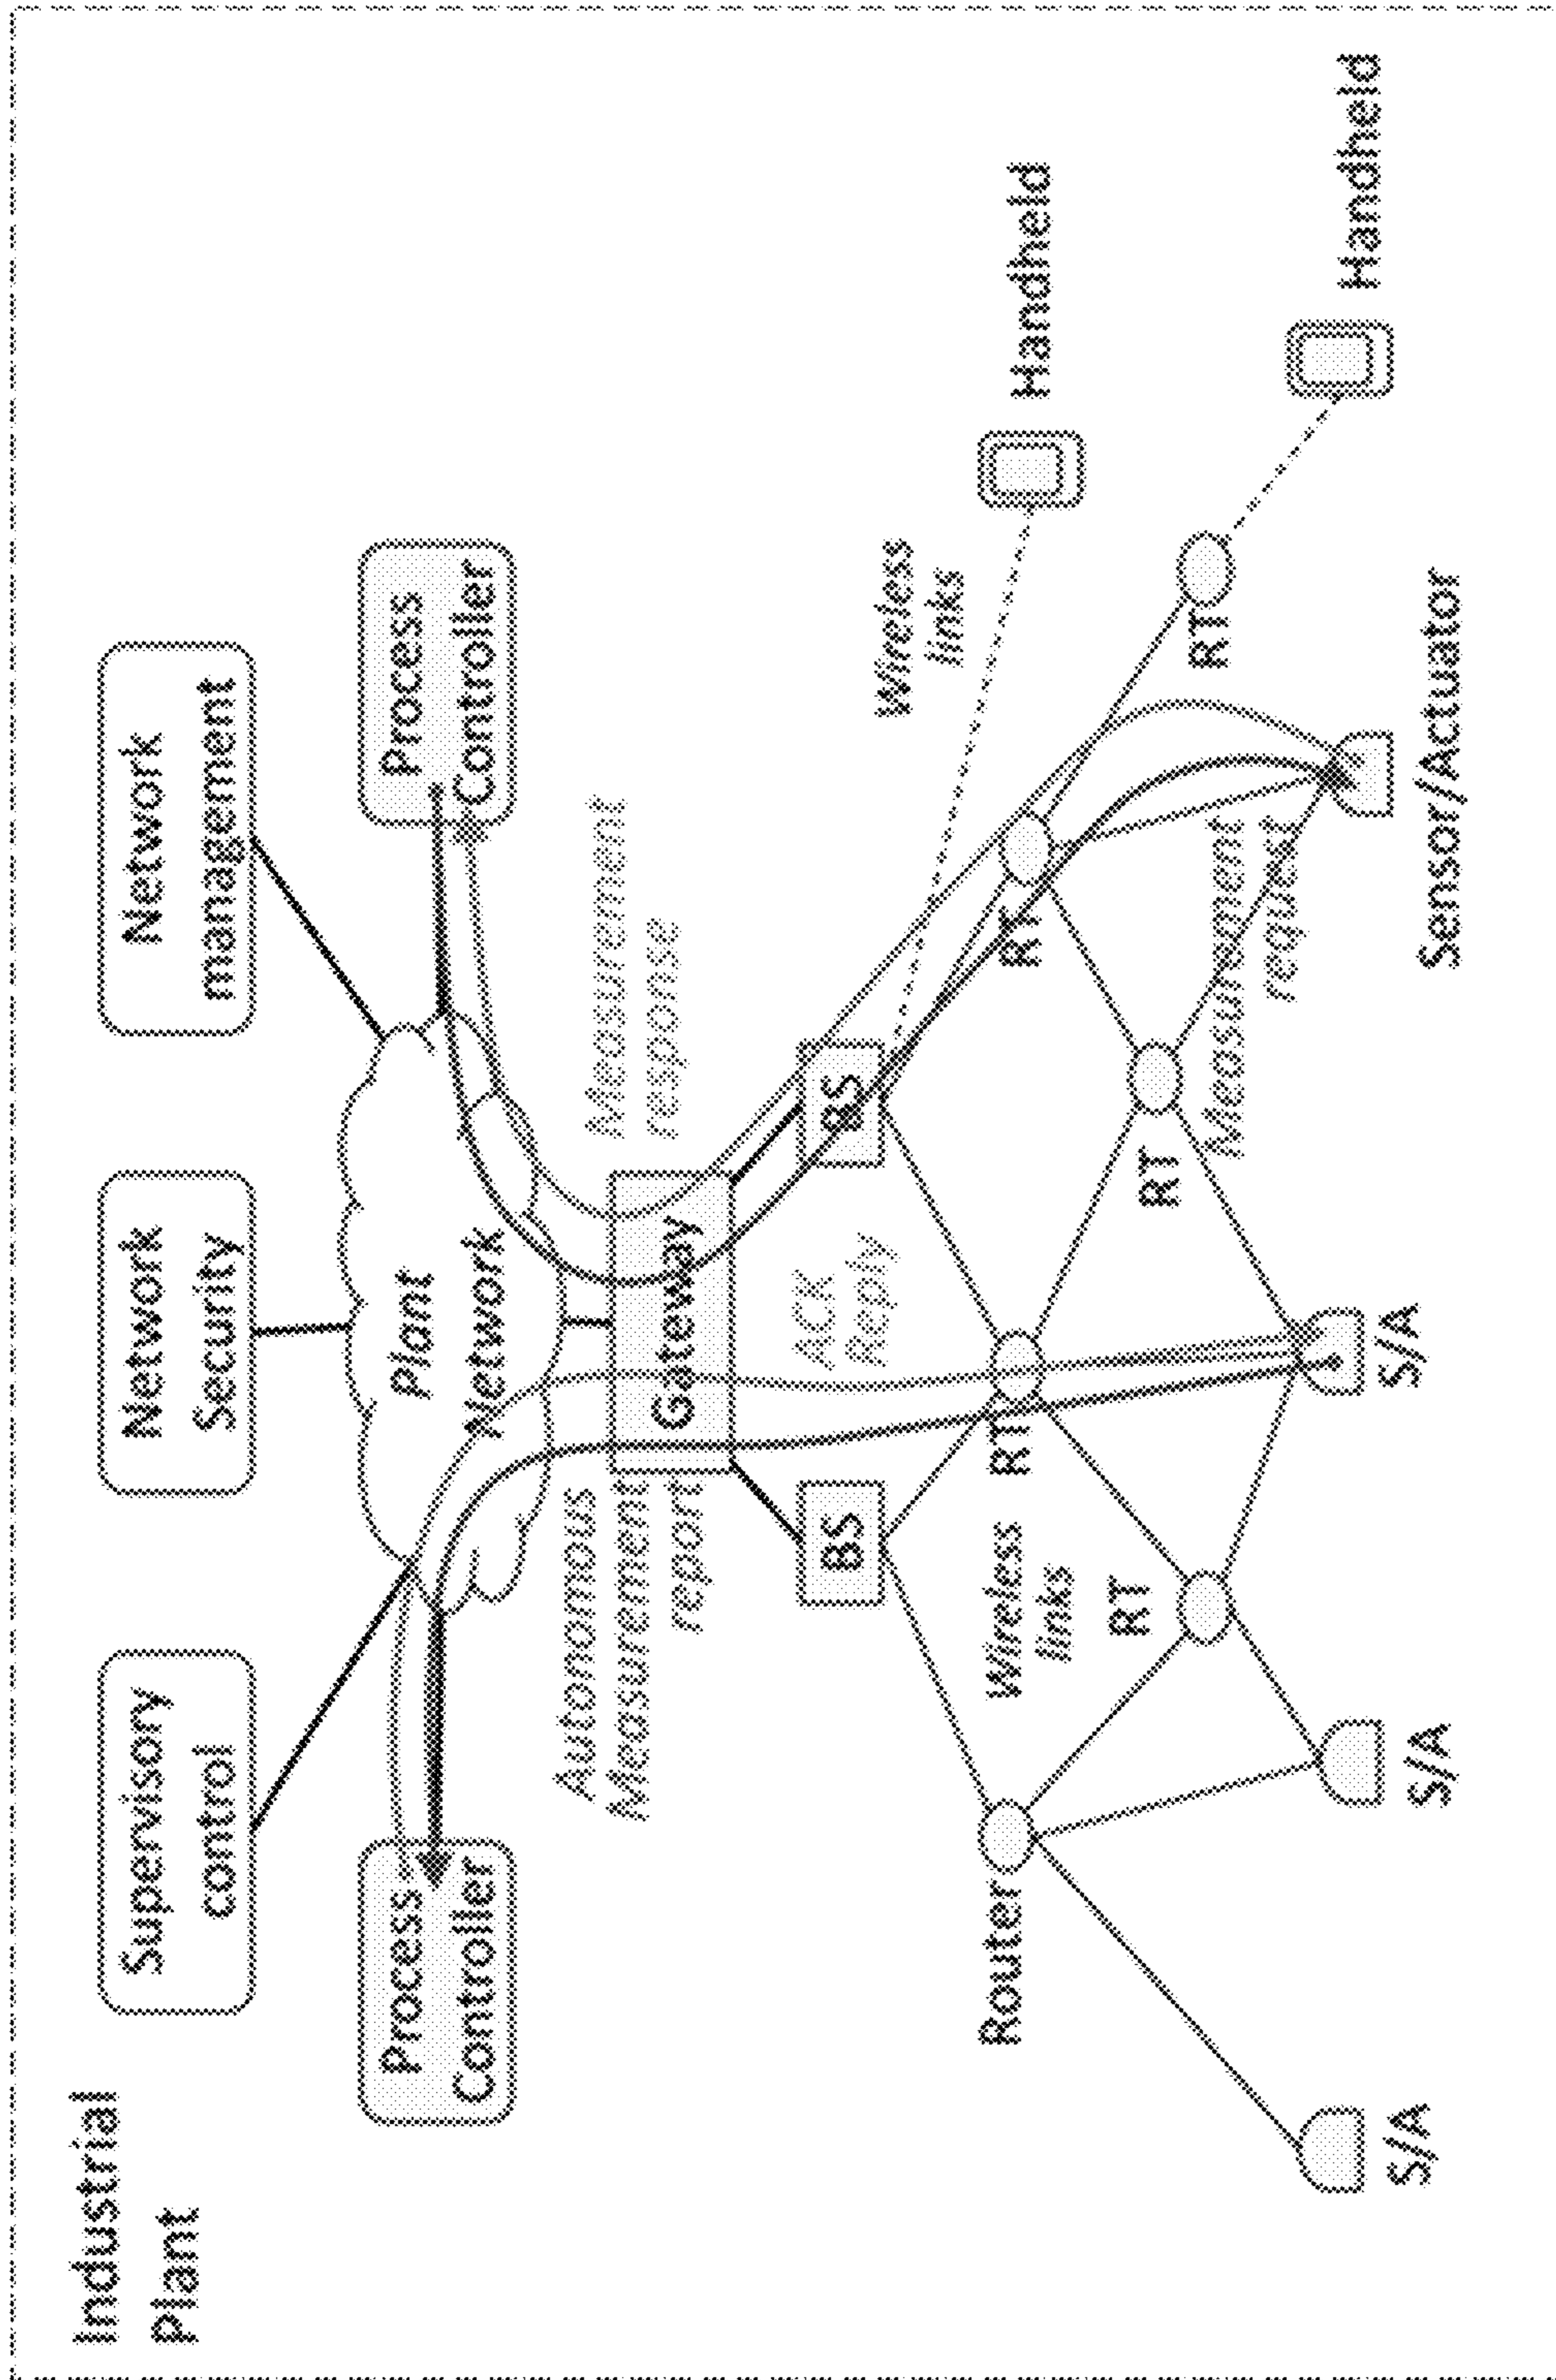 Industrial
Plant
Supervisory
control
Network
Security
Network
management
Process
Controller
Plant
Network
Process
Controller
Autonomous
Measurement
report
Gateway
Measurement
response
BS
ACK
Reply
BS
Wireless
links
Router
Wireless
links
RT
RT
RT
Handheld
RT
RT
Measurement
request
Handheld
S/A
S/A
S/A
Sensor/Actuator